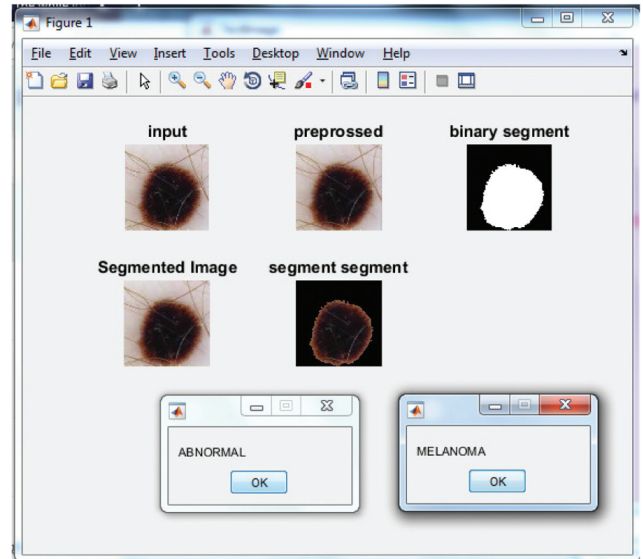 Figure 1
File Edit View Insert Tools Desktop Window Help
input preprossed binary segment
Segmented Image segment segment
ABNORMAL
OK
MELANOMA
OK